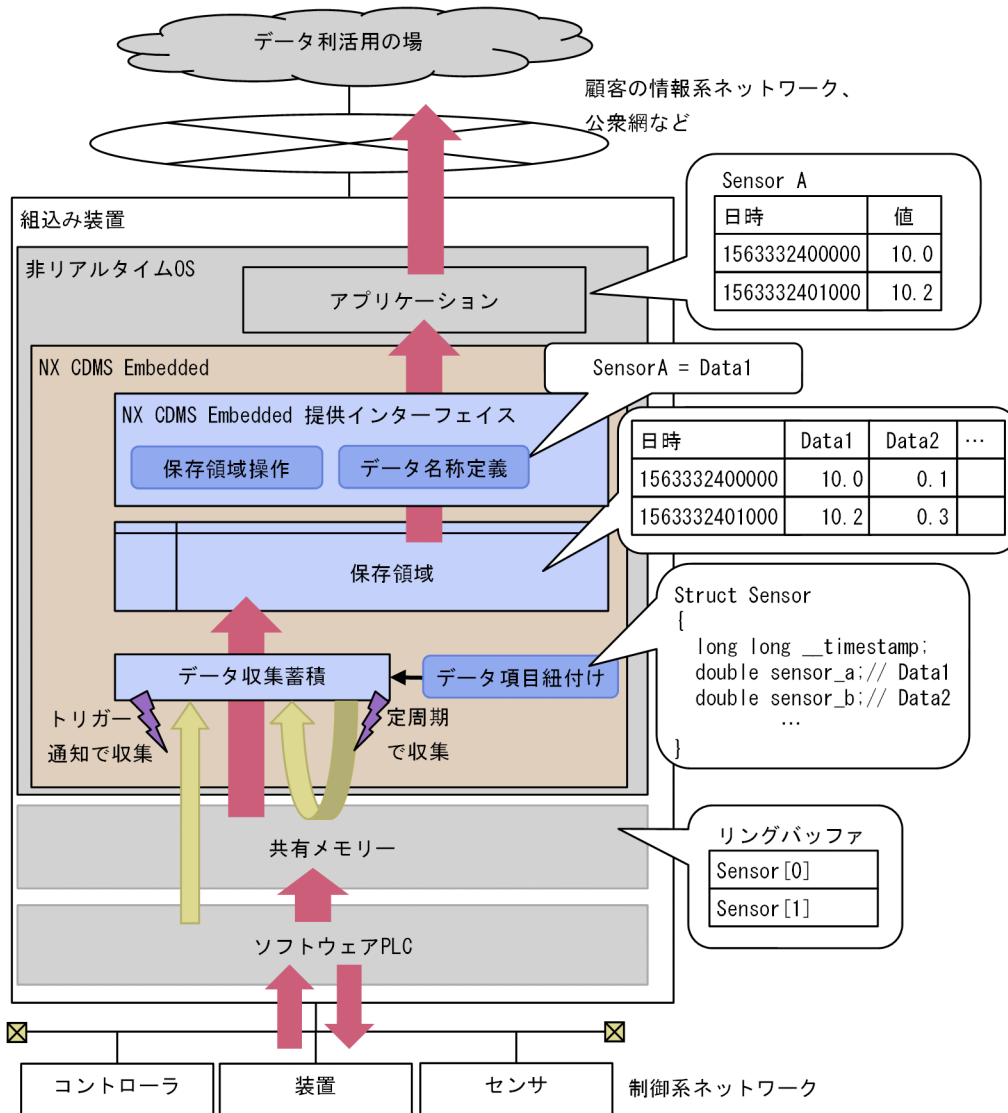 データ利活用の場
顧客の情報系ネットワーク、
公衆網など
Sensor A
日時 値
1563332400000 10.0
1563332401000 10.2
組込み装置
非リアルタイムOS
アプリケーション
NX CDMS Embedded
SensorA = Data1
NX CDMS Embedded 提供インターフェイス
保存領域操作
データ名称定義
日時 Data1 Data2 …
1563332400000 10.0 0.1
1563332401000 10.2 0.3
保存領域
Struct Sensor
{
long long __timestamp;
double sensor_a;// Data1
double sensor_b;// Data2
…
}
データ収集蓄積
データ項目紐付け
トリガー
通知で収集
定周期
で収集
共有メモリー
リングバッファ
Sensor[0]
Sensor[1]
ソフトウェアPLC
コントローラ
装置
センサ
制御系ネットワーク